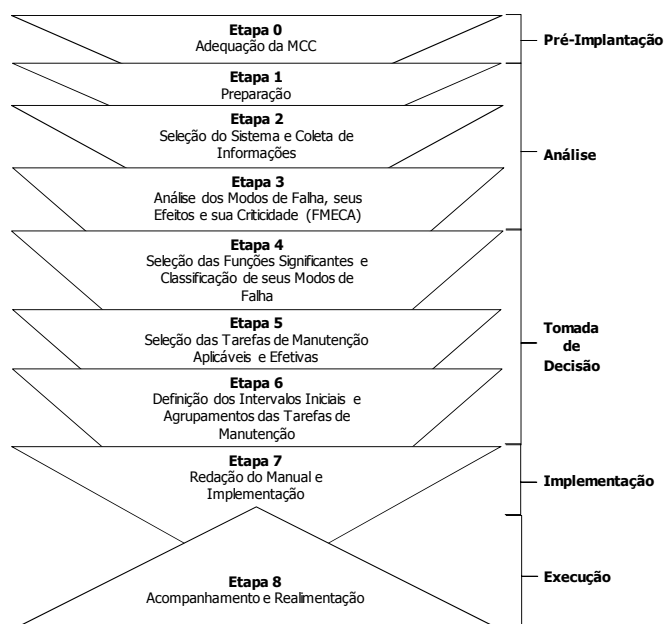 Etapa 0
Adequação da MCC
Pré-Implantação
Etapa 1
Preparação
Etapa 2
Seleção do Sistema e Coleta de
Informações
Análise
Etapa 3
Análise dos Modos de Falha, seus
Efeitos e sua Criticidade (FMECA)
Etapa 4
Seleção das Funções Significantes e
Classificação de seus Modos de
Falha
Etapa 5
Seleção das Tarefas de Manutenção
Aplicáveis e Efetivas
Tomada
de
Decisão
Etapa 6
Definição dos Intervalos Iniciais e
Agrupamentos das Tarefas de
Manutenção
Etapa 7
Redação do Manual e
Implementação
Implementação
Etapa 8
Acompanhamento e Realimentação
Execução